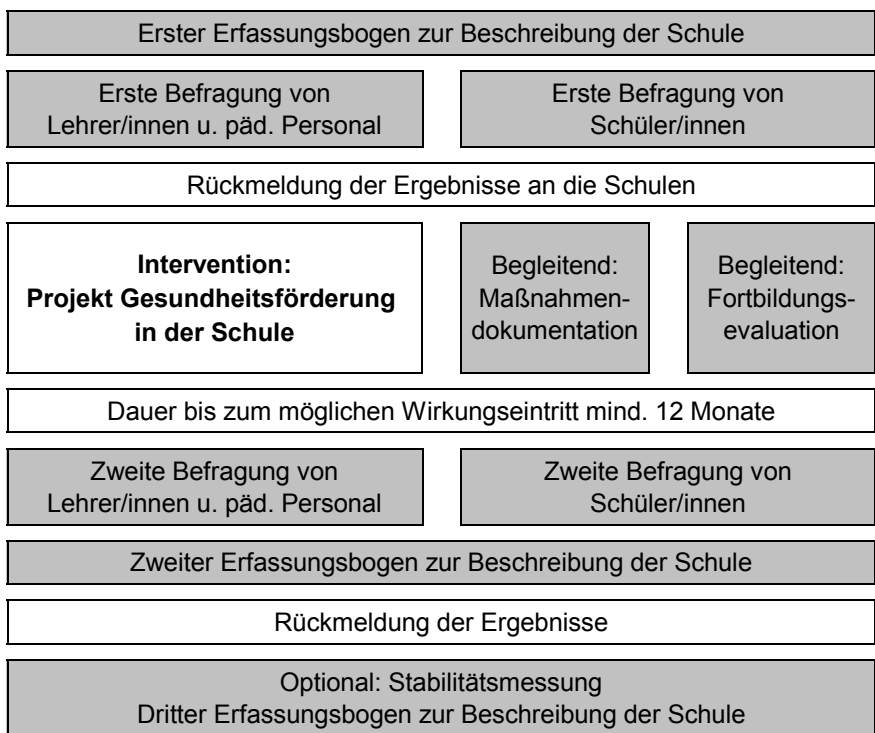 Erster Erfassungsbogen zur Beschreibung der Schule
Erste Befragung von
Lehrer/innen u. päd. Personal
Erste Befragung von
Schüler/innen
Rückmeldung der Ergebnisse an die Schulen
Intervention:
Projekt Gesundheitsförderung
in der Schule
Begleitend:
Maßnahmen-
dokumentation
Begleitend:
Fortbildungs-
evaluation
Dauer bis zum möglichen Wirkungseintritt mind. 12 Monate
Zweite Befragung von
Lehrer/innen u. päd. Personal
Zweite Befragung von
Schüler/innen
Zweiter Erfassungsbogen zur Beschreibung der Schule
Rückmeldung der Ergebnisse
Optional: Stabilitätsmessung
Dritter Erfassungsbogen zur Beschreibung der Schule